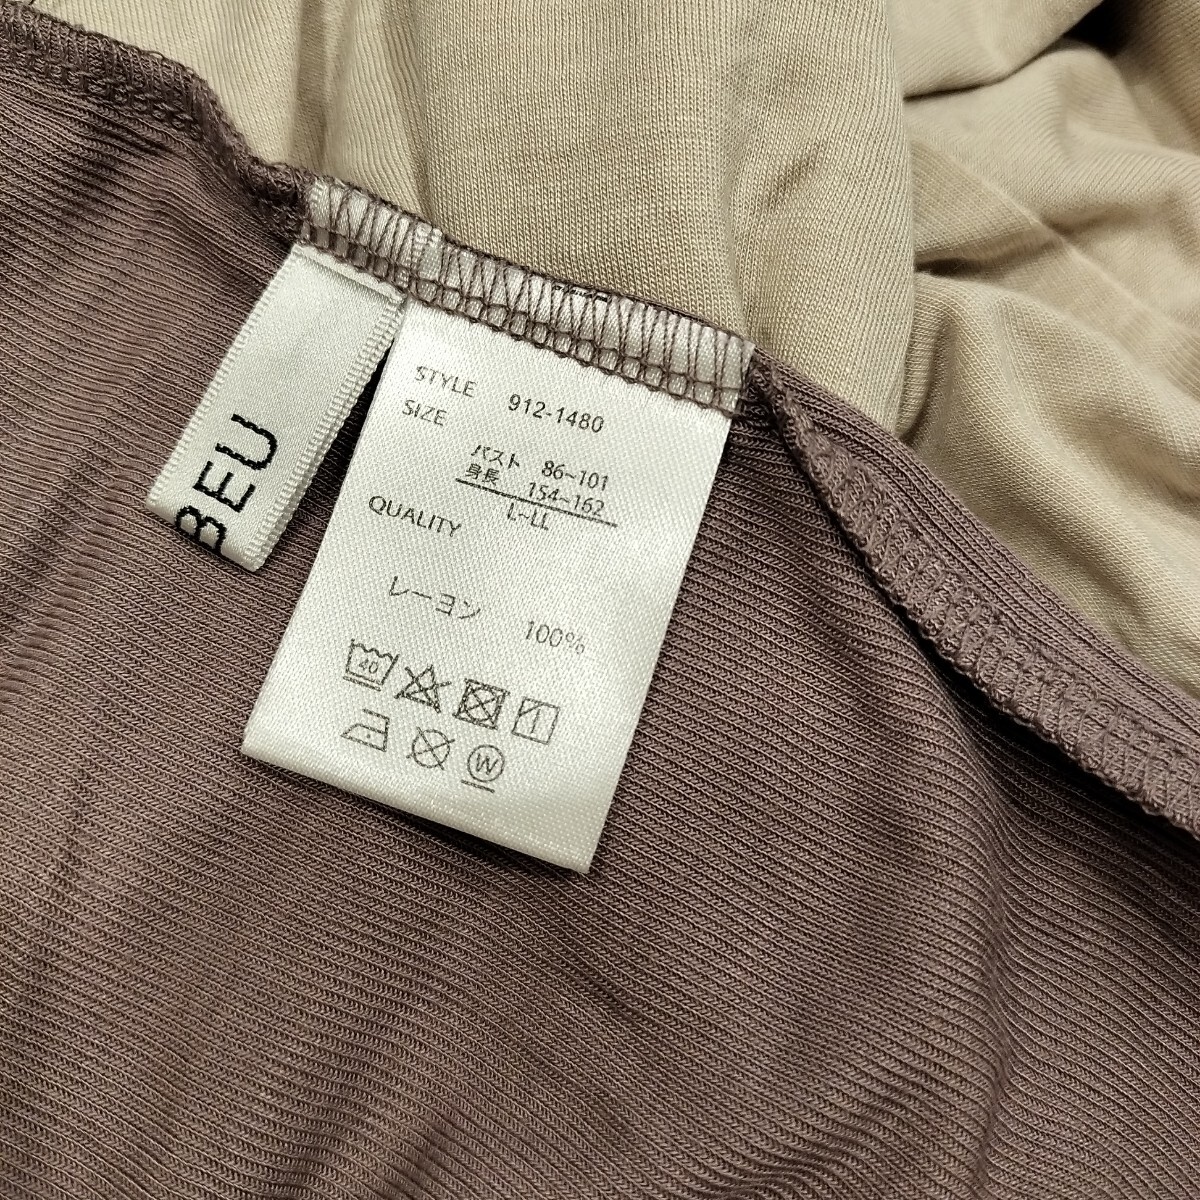 BEU
STYLE 912-1480
SIZE
バスト 86~101
身長 154~162
L~LL
QUALITY
レーヨン 100%
40
W